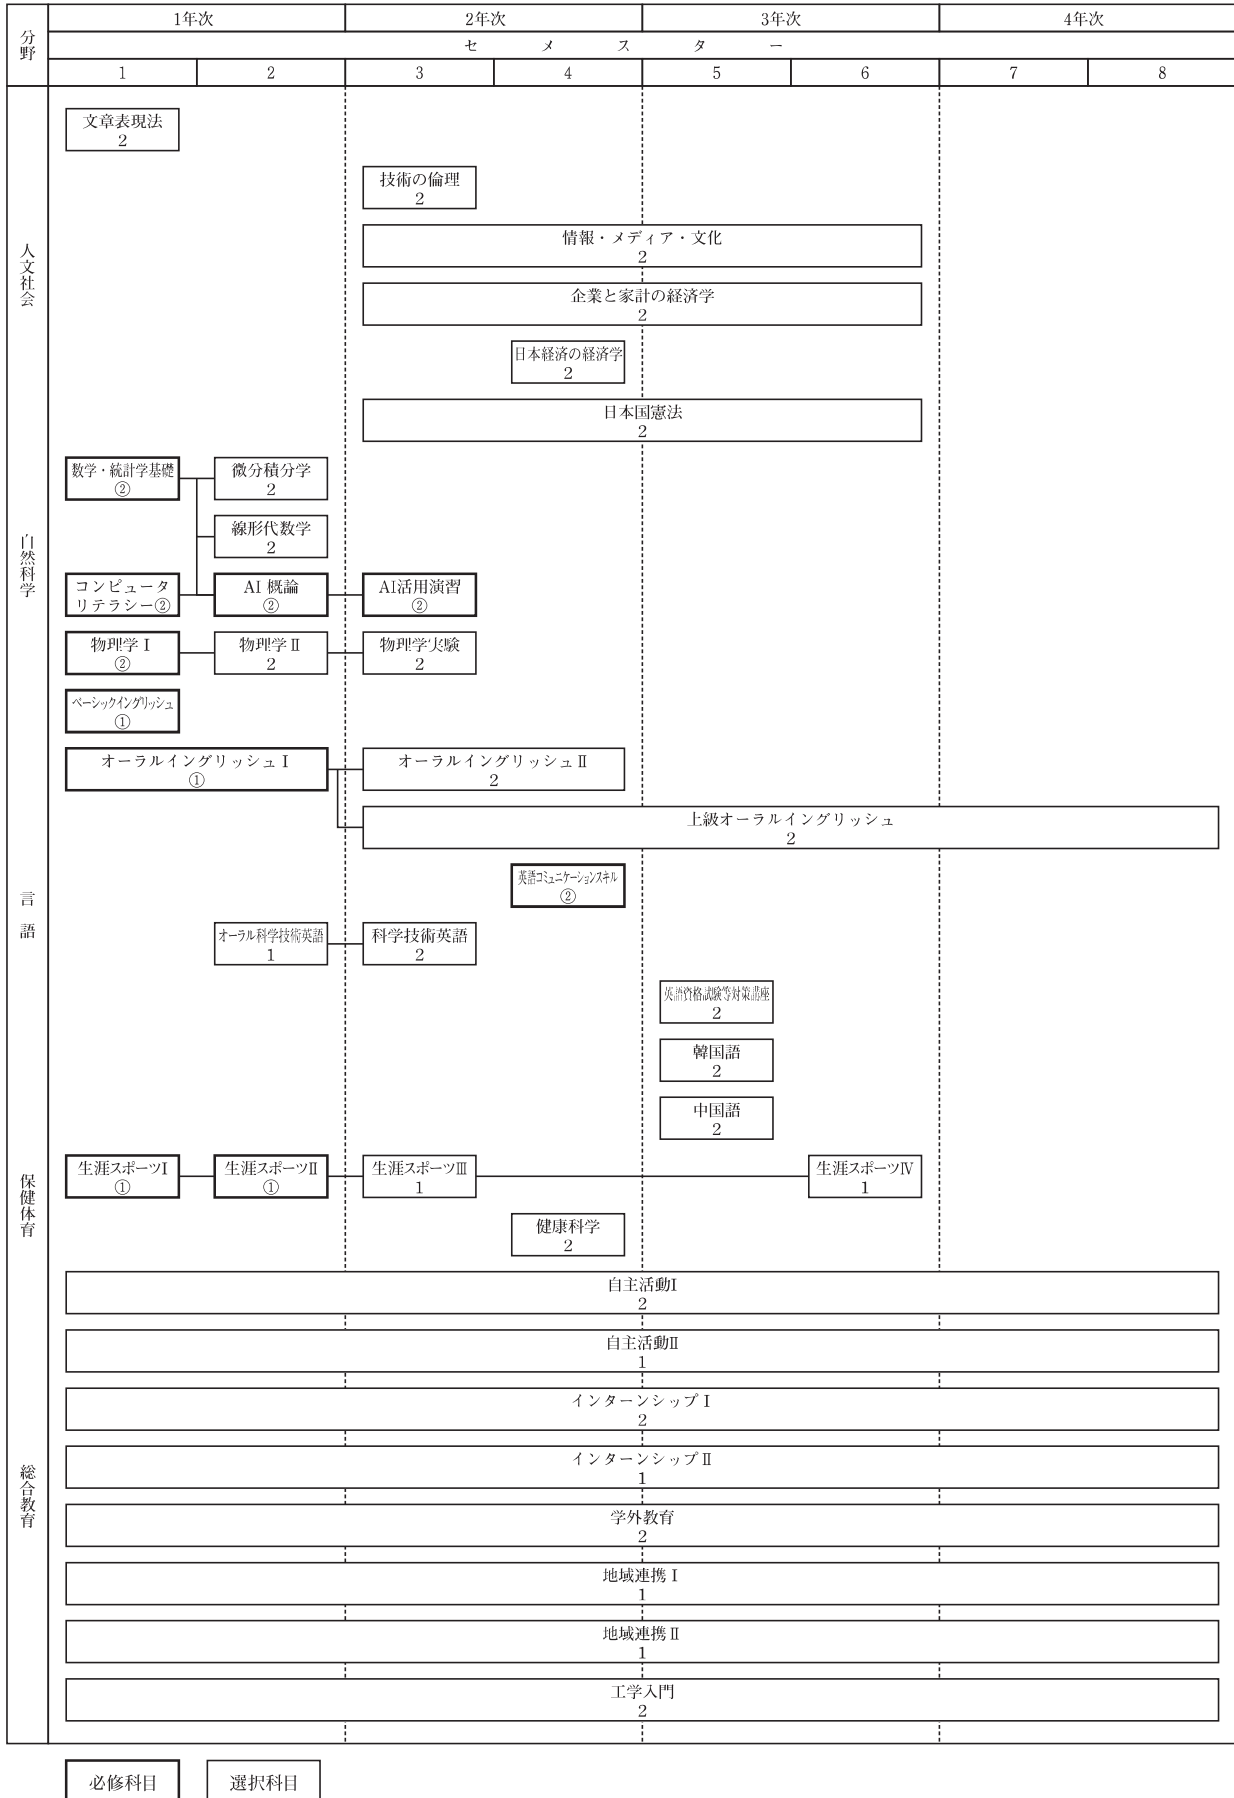 分野
1年次 2年次 3年次 4年次
セメスター
1 2 3 4 5 6 7 8
人文社会
文章表現法
2
技術の倫理
2
情報・メディア・文化
2
企業と家計の経済学
2
日本経済の経済学
2
日本国憲法
2
自然科学
数学・統計学基礎
②
微分積分学
2
線形代数学
2
コンピュータ
リテラシー②
AI 概論
②
AI活用演習
②
物理学Ⅰ
②
物理学Ⅱ
2
物理学実験
2
言語
ベーシックイングリッシュ
①
オーラルイングリッシュⅠ
①
オーラルイングリッシュⅡ
2
上級オーラルイングリッシュ
2
英語コミュニケーションスキル
②
オーラル科学技術英語
1
科学技術英語
2
英語資格試験等対策講座
2
韓国語
2
中国語
2
保健体育
生涯スポーツⅠ
①
生涯スポーツⅡ
①
生涯スポーツⅢ
1
生涯スポーツⅣ
1
健康科学
2
総合教育
自主活動Ⅰ
2
自主活動Ⅱ
1
インターンシップⅠ
2
インターンシップⅡ
1
学外教育
2
地域連携Ⅰ
1
地域連携Ⅱ
1
工学入門
2
必修科目
選択科目